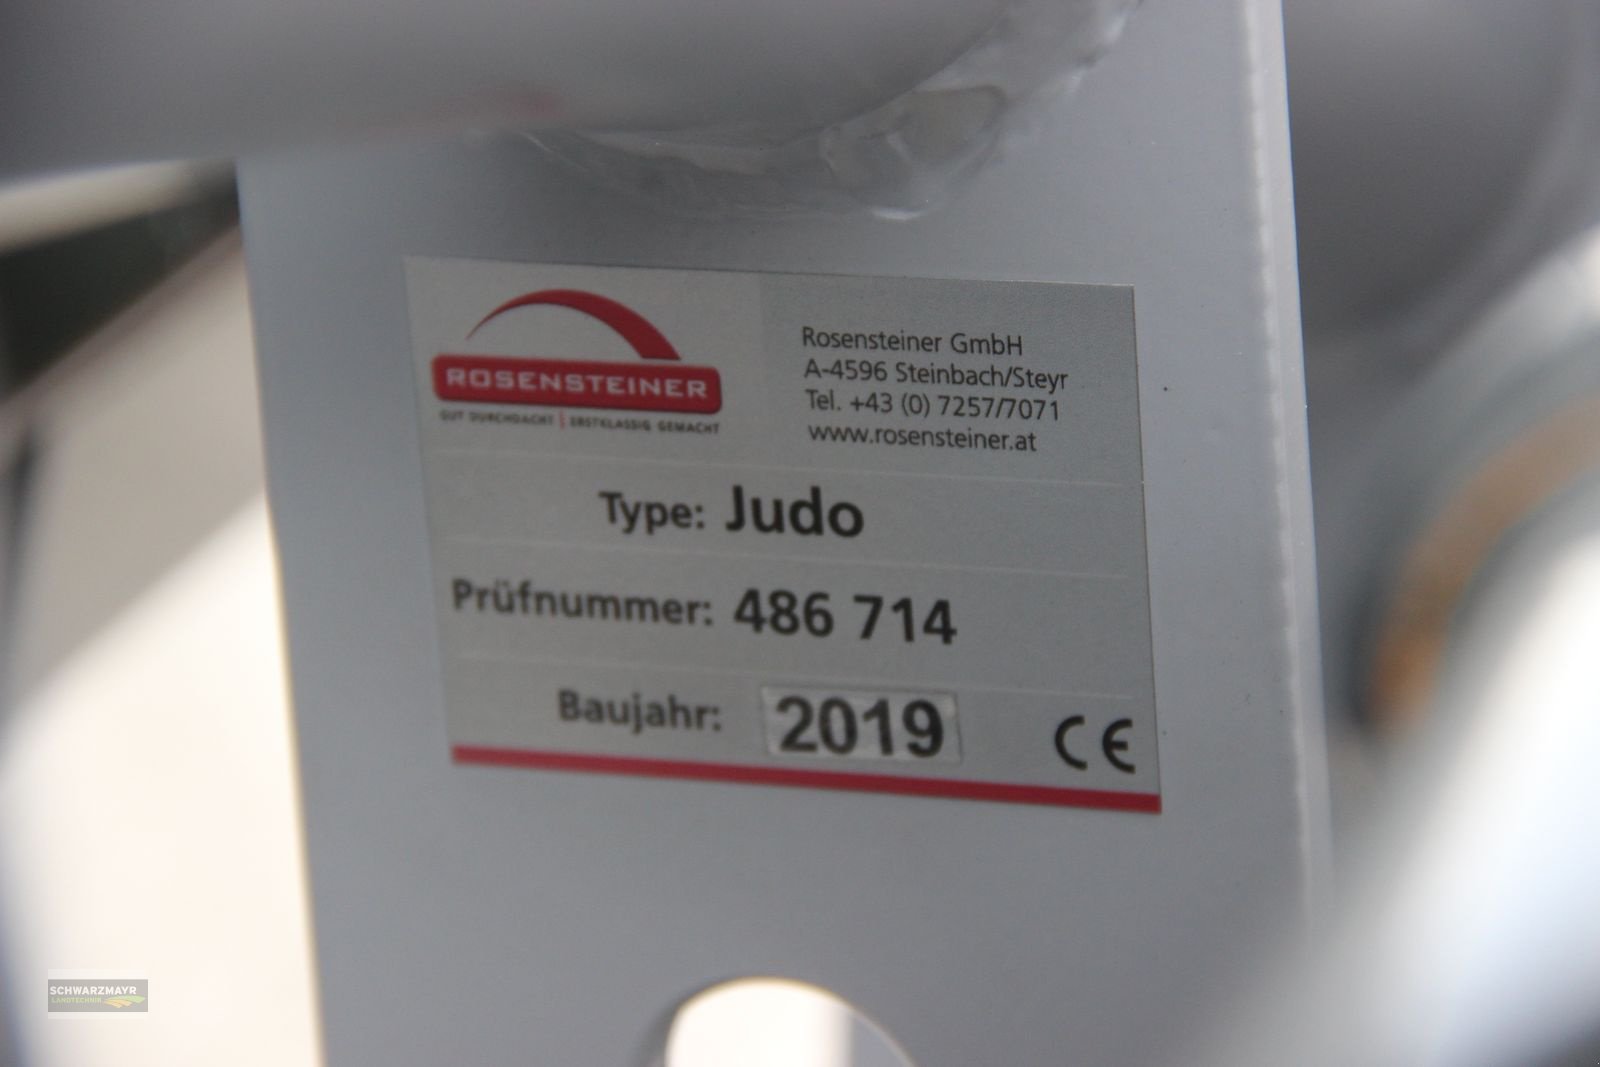 ROSENSTEINER
GUT DURCHDACHT | ERSTKLASSIG GEMACHT
Rosensteiner GmbH
A-4596 Steinbach/Steyr
Tel. +43 (0) 7257/7071
www.rosensteiner.at
Type: Judo
Prüfnummer: 486 714
Baujahr: 2019 CE
SCHWARZMAYR
LANDTECHNIK